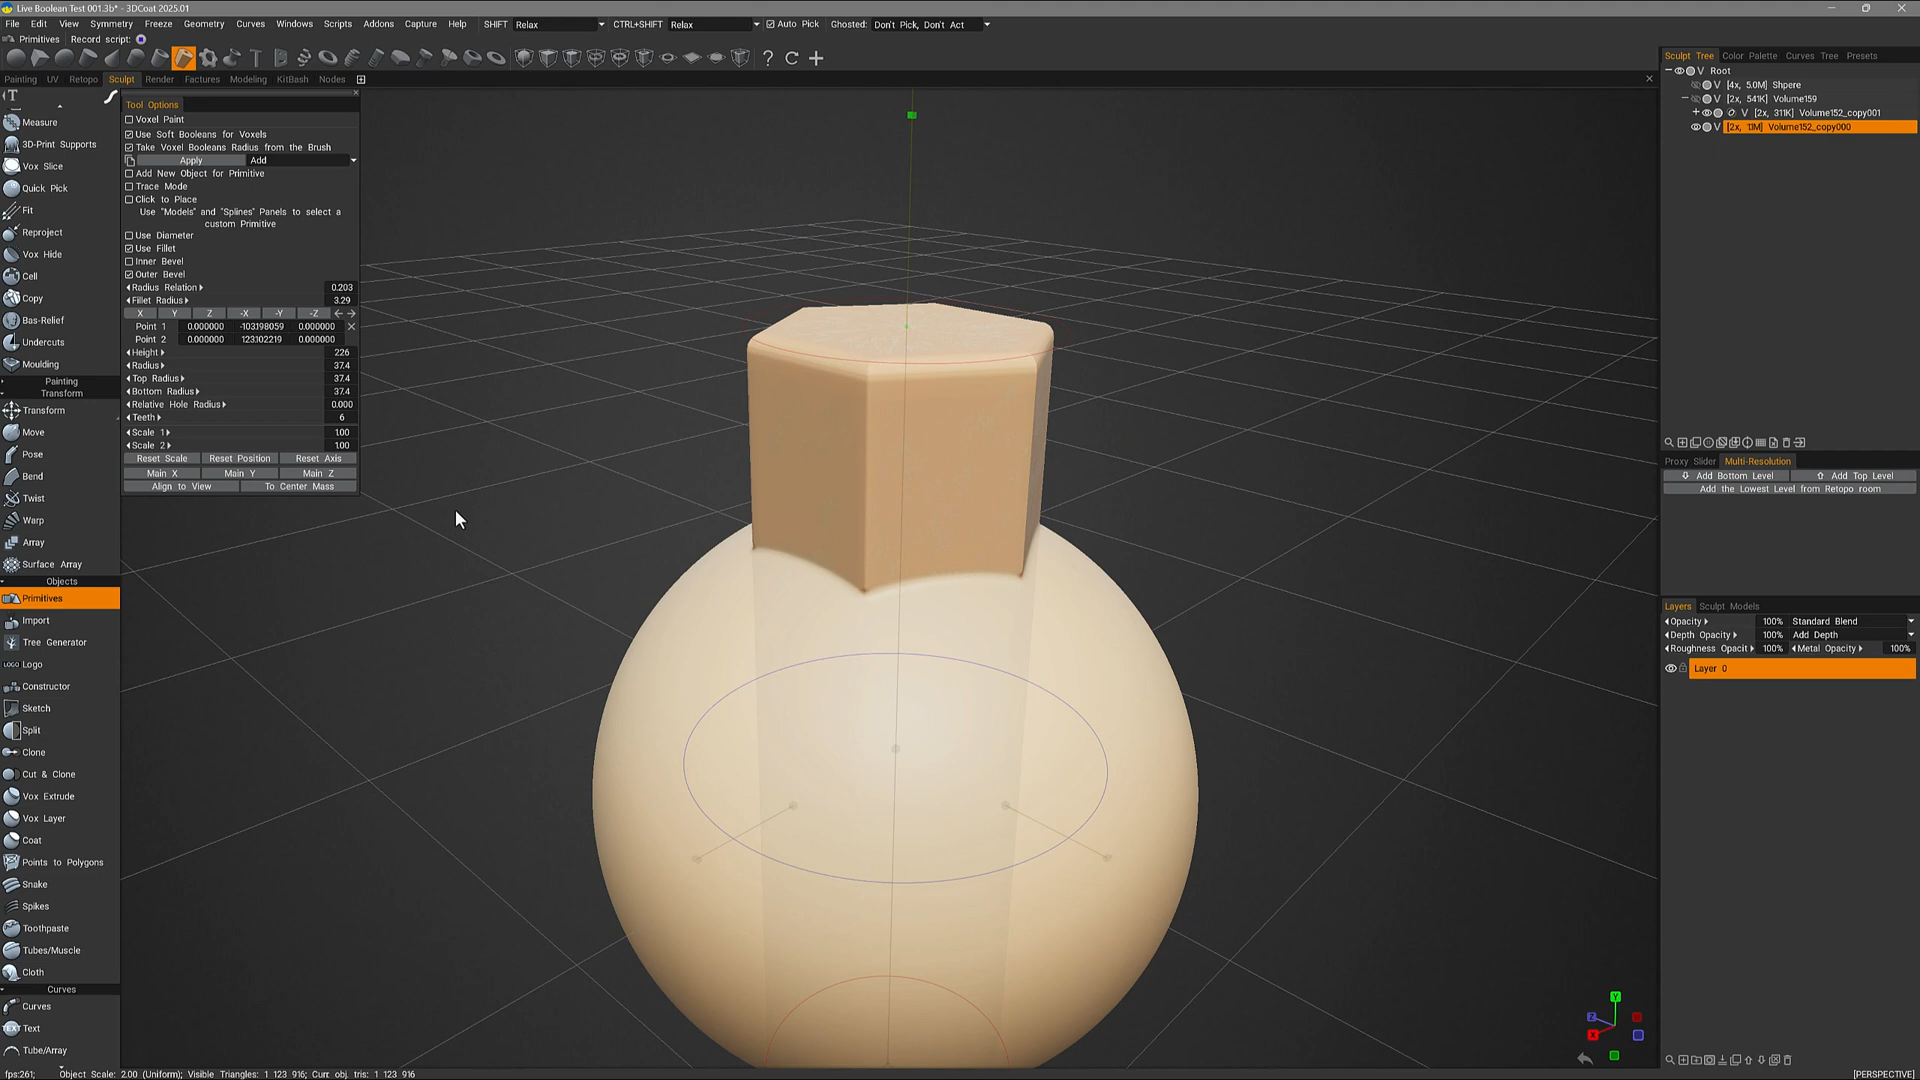 Live Boolean Test 001.3b* - 3DCoat 2025.01
File Edit View Symmetry Freeze Geometry Curves Windows Scripts Addons Capture Help SHIFT Relax CTRL+SHIFT Relax Auto Pick Ghosted: Don't Pick, Don't Act
Primitives Record script:
Painting UV Retopo Sculpt Render Factures Modeling KitBash Nodes
T
Measure
3D-Print Supports
Vox Slice
Quick Pick
Fit
Reproject
Vox Hide
Cell
Copy
Bas-Relief
Undercuts
Moulding
Painting
Transform
Transform
Move
Pose
Bend
Twist
Warp
Array
Surface Array
Objects
Primitives
Import
Tree Generator
LOGO Logo
Constructor
Sketch
Split
Clone
Cut & Clone
Vox Extrude
Vox Layer
Coat
Points to Polygons
Snake
Spikes
Toothpaste
Tubes/Muscle
Cloth
Curves
Curves
TEXT Text
Tube/Array
Tool Options
Voxel Paint
Use Soft Booleans for Voxels
Take Voxel Booleans Radius from the Brush
Apply Add
Add New Object for Primitive
Trace Mode
Click to Place
Use "Models" and "Splines" Panels to select a
custom Primitive
Use Diameter
Use Fillet
Inner Bevel
Outer Bevel
Radius Relation 0.203
Fillet Radius 3.29
X Y Z -X -Y -Z
Point 1 0.000000 -103.198059 0.000000
Point 2 0.000000 123.102219 0.000000
Height 226
Radius 37.4
Top Radius 37.4
Bottom Radius 37.4
Relative Hole Radius 0.000
Teeth 6
Scale 1 1.00
Scale 2 1.00
Reset Scale Reset Position Reset Axis
Main X Main Y Main Z
Align to View To Center Mass
Sculpt Tree Color Palette Curves Tree Presets
V Root
V [4x, 5.0M] Shpere
V [2x, 541K] Volume159
V [2x, 311K] Volume152_copy001
V [2x, 1.1M] Volume152_copy000
Proxy Slider Multi-Resolution
Add Bottom Level Add Top Level
Add the Lowest Level from Retopo room
Layers Sculpt Models
Opacity 100% Standard Blend
Depth Opacity 100% Add Depth
Roughness Opacit 100% Metal Opacity 100%
Layer 0
Y
Z
X
fps:261; Object Scale: 2.00 (Uniform); Visible Triangles: 1 123 916; Curr. obj. tris: 1 123 916
[PERSPECTIVE]